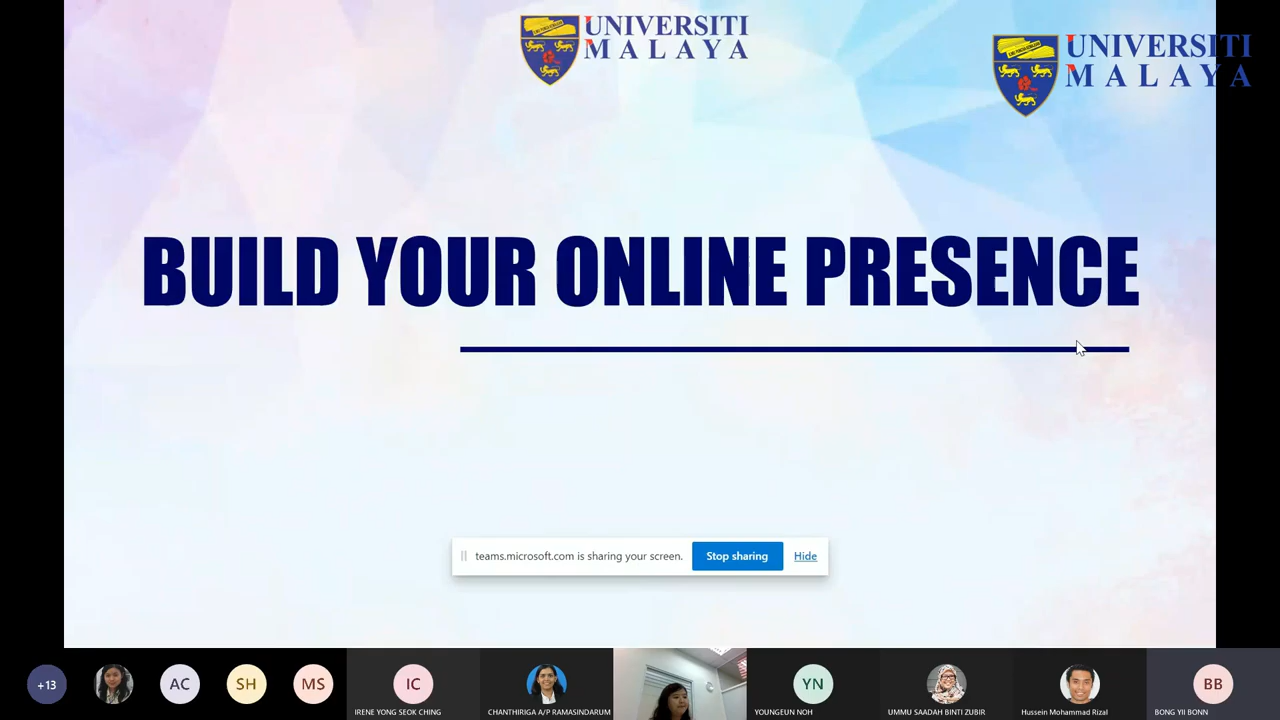 UNIVERSITI
MALAYA
UNIVERSITI
MALAYA
BUILD YOUR ONLINE PRESENCE
teams.microsoft.com is sharing your screen.
Stop sharing
Hide
+13
AC
SH
MS
IC
YN
BB
IRENE YONG SEOK CHING
CHANTHIRIGA A/P RAMASINDARUM
YOUNGEUN NOH
UMMU SAADAH BINTI ZUBIR
Hussein Mohammad Rizal
BONG YII BONN